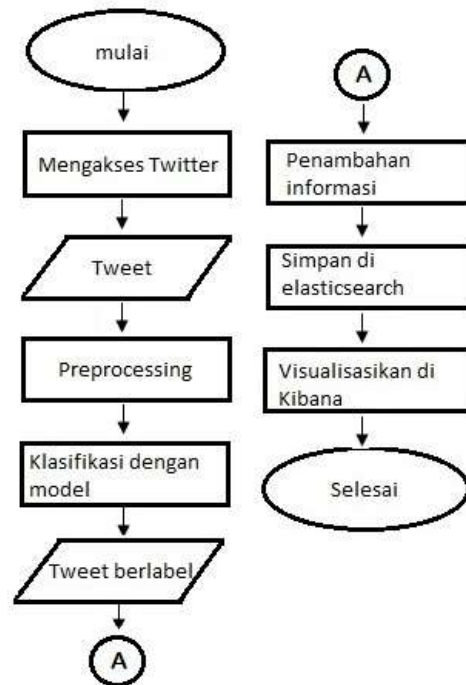 mulai
Mengakses Twitter
Tweet
Preprocessing
Klasifikasi dengan
model
Tweet berlabel
A
A
Penambahan
informasi
Simpan di
elasticsearch
Visualisasikan di
Kibana
Selesai